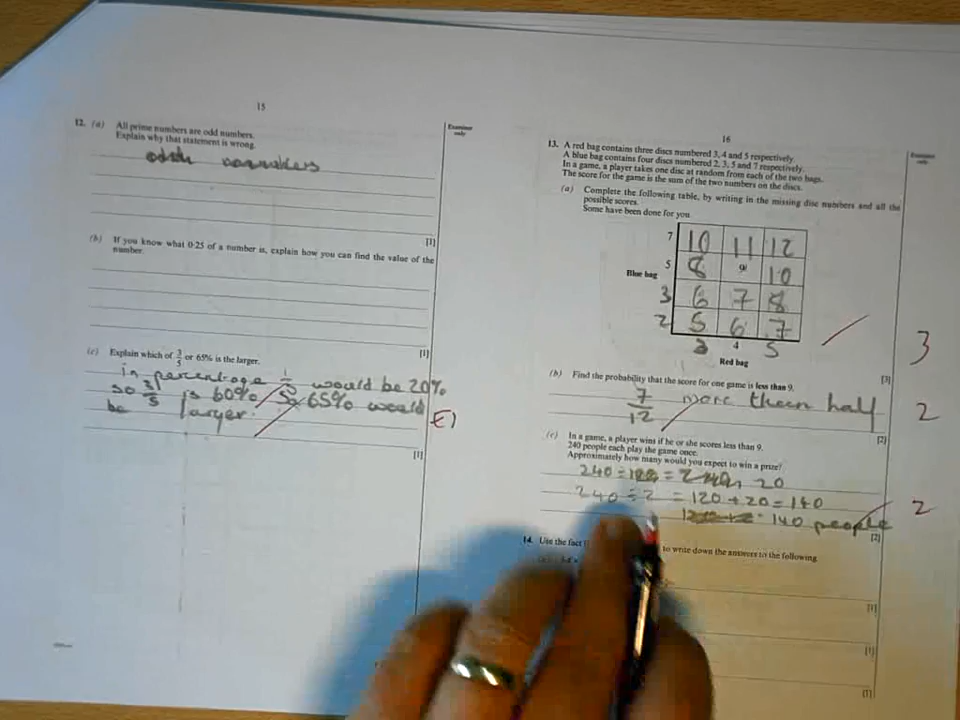 15
12. (a) All prime numbers are odd numbers.
Explain why that statement is wrong.
[1]
(b) If you know what 0·25 of a number is, explain how you can find the value of the
number.
[1]
(c) Explain which of 3/5 or 65% is the larger.
in percentage 1/5 would be 20%
so 3/5 is 60% So 65% would
be larger.
[1]
Examiner
only
16
13. A red bag contains three discs numbered 3, 4 and 5 respectively.
A blue bag contains four discs numbered 2, 3, 5 and 7 respectively.
In a game, a player takes one disc at random from each of the two bags.
The score for the game is the sum of the two numbers on the discs.
(a) Complete the following table, by writing in the missing disc numbers and all the
possible scores.
Some have been done for you
7 10 11 12
5 8 9 10
Blue bag
3 6 7 8
2 5 6 7
3 4 5
Red bag
[3]
3
(b) Find the probability that the score for one game is less than 9.
7/12 more then half
[2]
2
(c) In a game, a player wins if he or she scores less than 9.
240 people each play the game once.
Approximately how many would you expect to win a prize?
240 ÷ = 20
240 ÷ 2 = 120 + 20 = 140
140 people
[2]
2
14. Use the fact to write down the answers to the following
[1]
[1]
[1]
Examiner
only